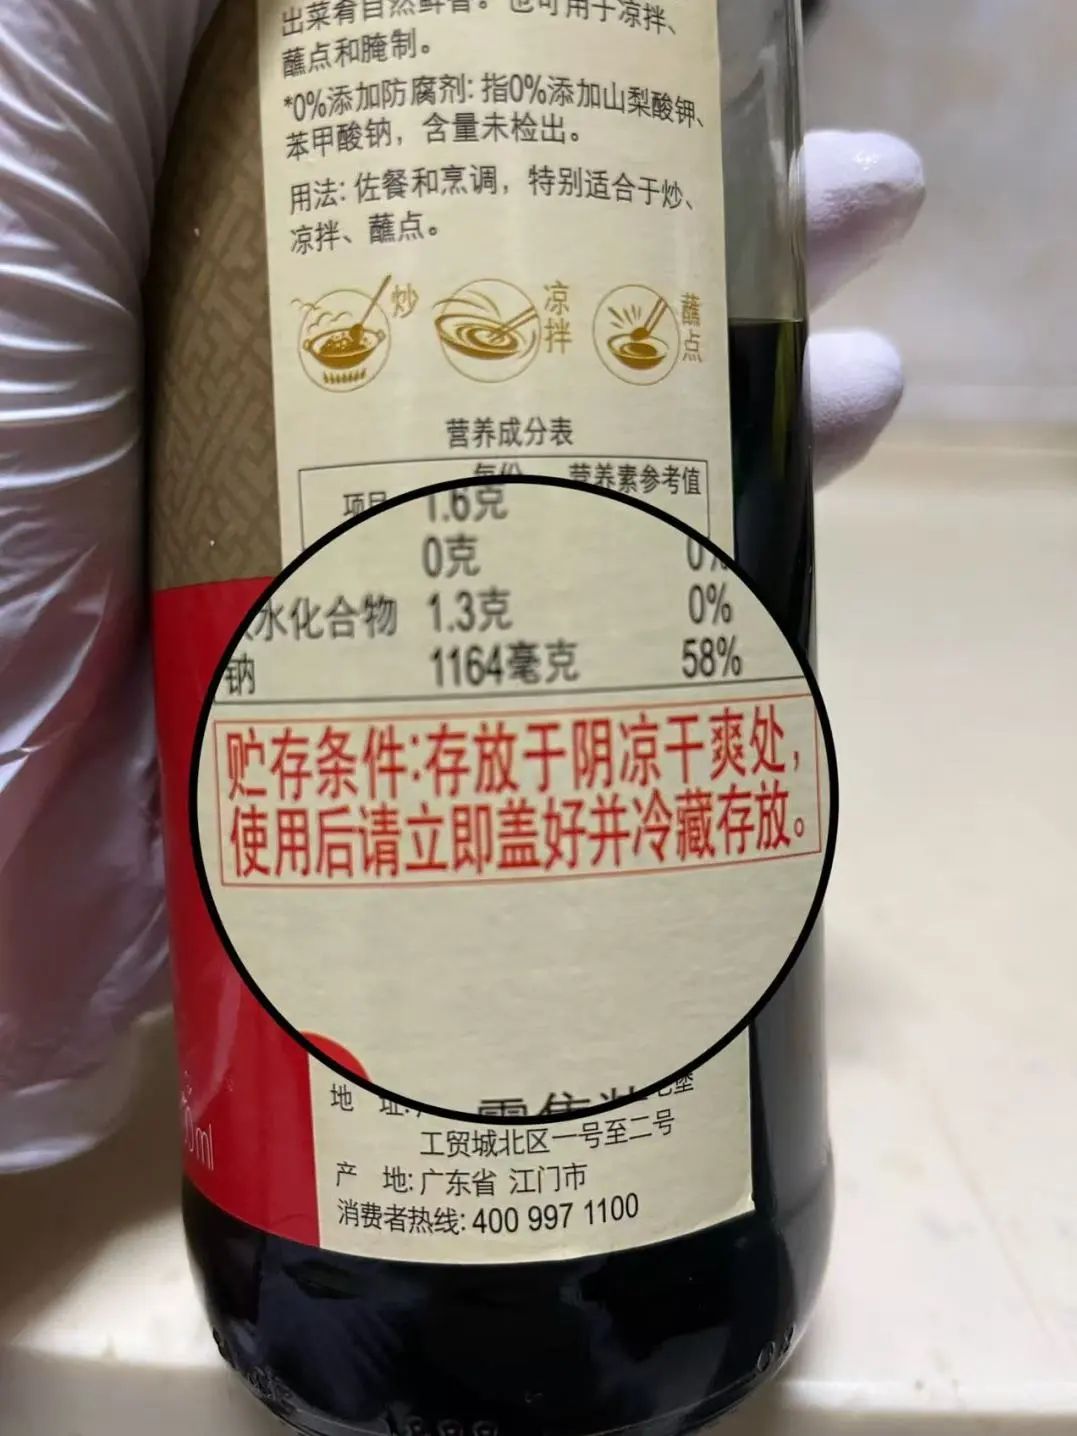 出菜肴自然鲜香。也可用于凉拌、
蘸点和腌制。
*0%添加防腐剂:指0%添加山梨酸钾、
苯甲酸钠，含量未检出。
用法:佐餐和烹调，特别适合于炒、
凉拌、蘸点。
炒
凉拌
蘸点
营养成分表
项目 每份 营养素参考值
1.6克
0克 0%
水化合物 1.3克 0%
钠 1164毫克 58%
贮存条件:存放于阴凉干爽处，
使用后请立即盖好并冷藏存放。
地 址:
工贸城北区一号至二号
产 地:广东省 江门市
消费者热线:400 997 1100